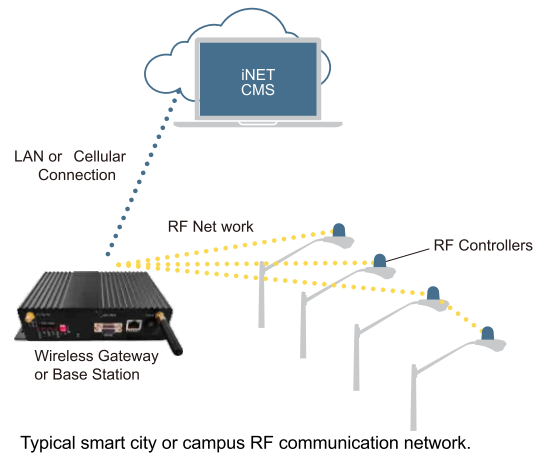 iNET
CMS
LAN or Cellular
Connection
RF Net work
RF Controllers
Wireless Gateway
or Base Station
Typical smart city or campus RF communication network.